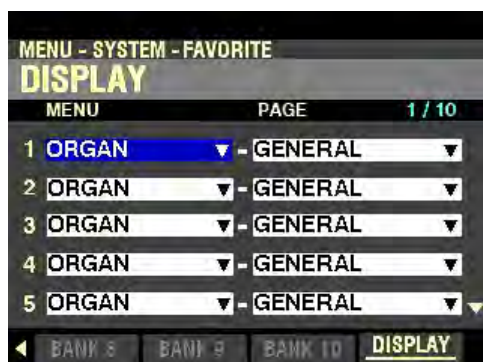 MENU - SYSTEM - FAVORITE
DISPLAY
MENU PAGE 1 / 10
1 ORGAN - GENERAL
2 ORGAN - GENERAL
3 ORGAN - GENERAL
4 ORGAN - GENERAL
5 ORGAN - GENERAL
BANK 8 BANK 9 BANK 10 DISPLAY